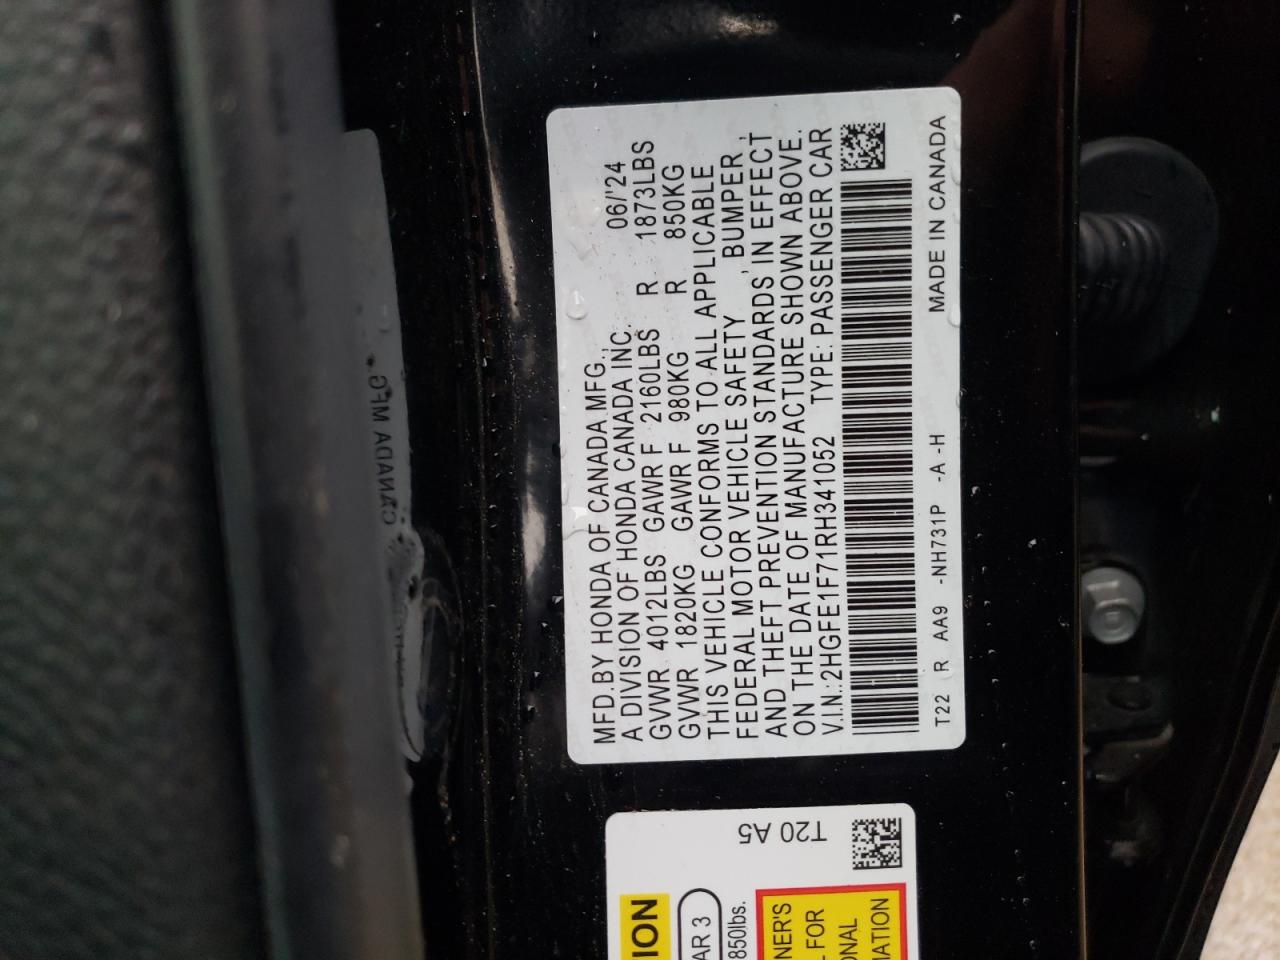 MFD.BY HONDA OF CANADA MFG.,
A DIVISION OF HONDA CANADA INC. 06/'24
GVWR 4012LBS GAWR F 2160LBS R 1873LBS
GVWR 1820KG GAWR F 980KG R 850KG
THIS VEHICLE CONFORMS TO ALL APPLICABLE
FEDERAL MOTOR VEHICLE SAFETY, BUMPER,
AND THEFT PREVENTION STANDARDS IN EFFECT
ON THE DATE OF MANUFACTURE SHOWN ABOVE.
V.I.N.:2HGFE1F71RH341052 TYPE: PASSENGER CAR
T22 R AA9 -NH731P -A -H MADE IN CANADA
T20 A5
ION
AR 3
850lbs.
NER'S
FOR
ONAL
MATION
CANADA MFG.